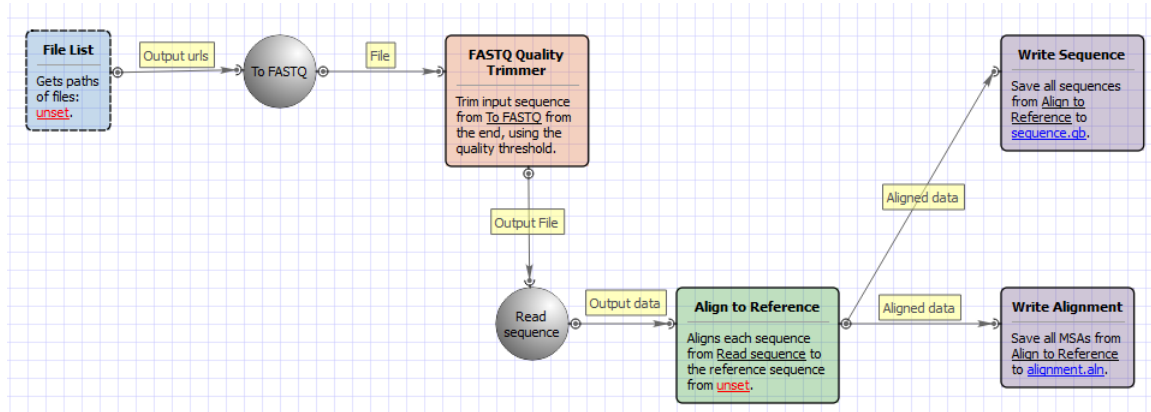 File List
Gets paths
of files:
unset.
Output urls
To FASTQ
File
FASTQ Quality
Trimmer
Trim input sequence
from To FASTQ from
the end, using the
quality threshold.
Write Sequence
Save all sequences
from Align to
Reference to
sequence.gb.
Aligned data
Output File
Read
sequence
Output data
Align to Reference
Aligns each sequence
from Read sequence to
the reference sequence
from unset.
Aligned data
Write Alignment
Save all MSAs from
Align to Reference
to alignment.aln.